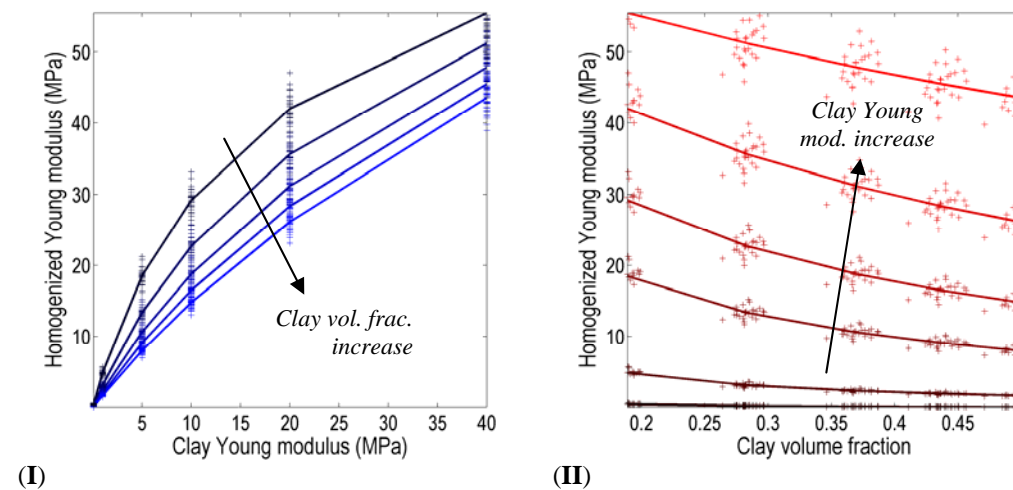 50
40
30
20
10
Homogenized Young modulus (MPa)
Clay vol. frac.
increase
5 10 15 20 25 30 35 40
Clay Young modulus (MPa)
(I)
50
40
30
20
10
Homogenized Young modulus (MPa)
Clay Young
mod. increase
0.2 0.25 0.3 0.35 0.4 0.45
Clay volume fraction
(II)